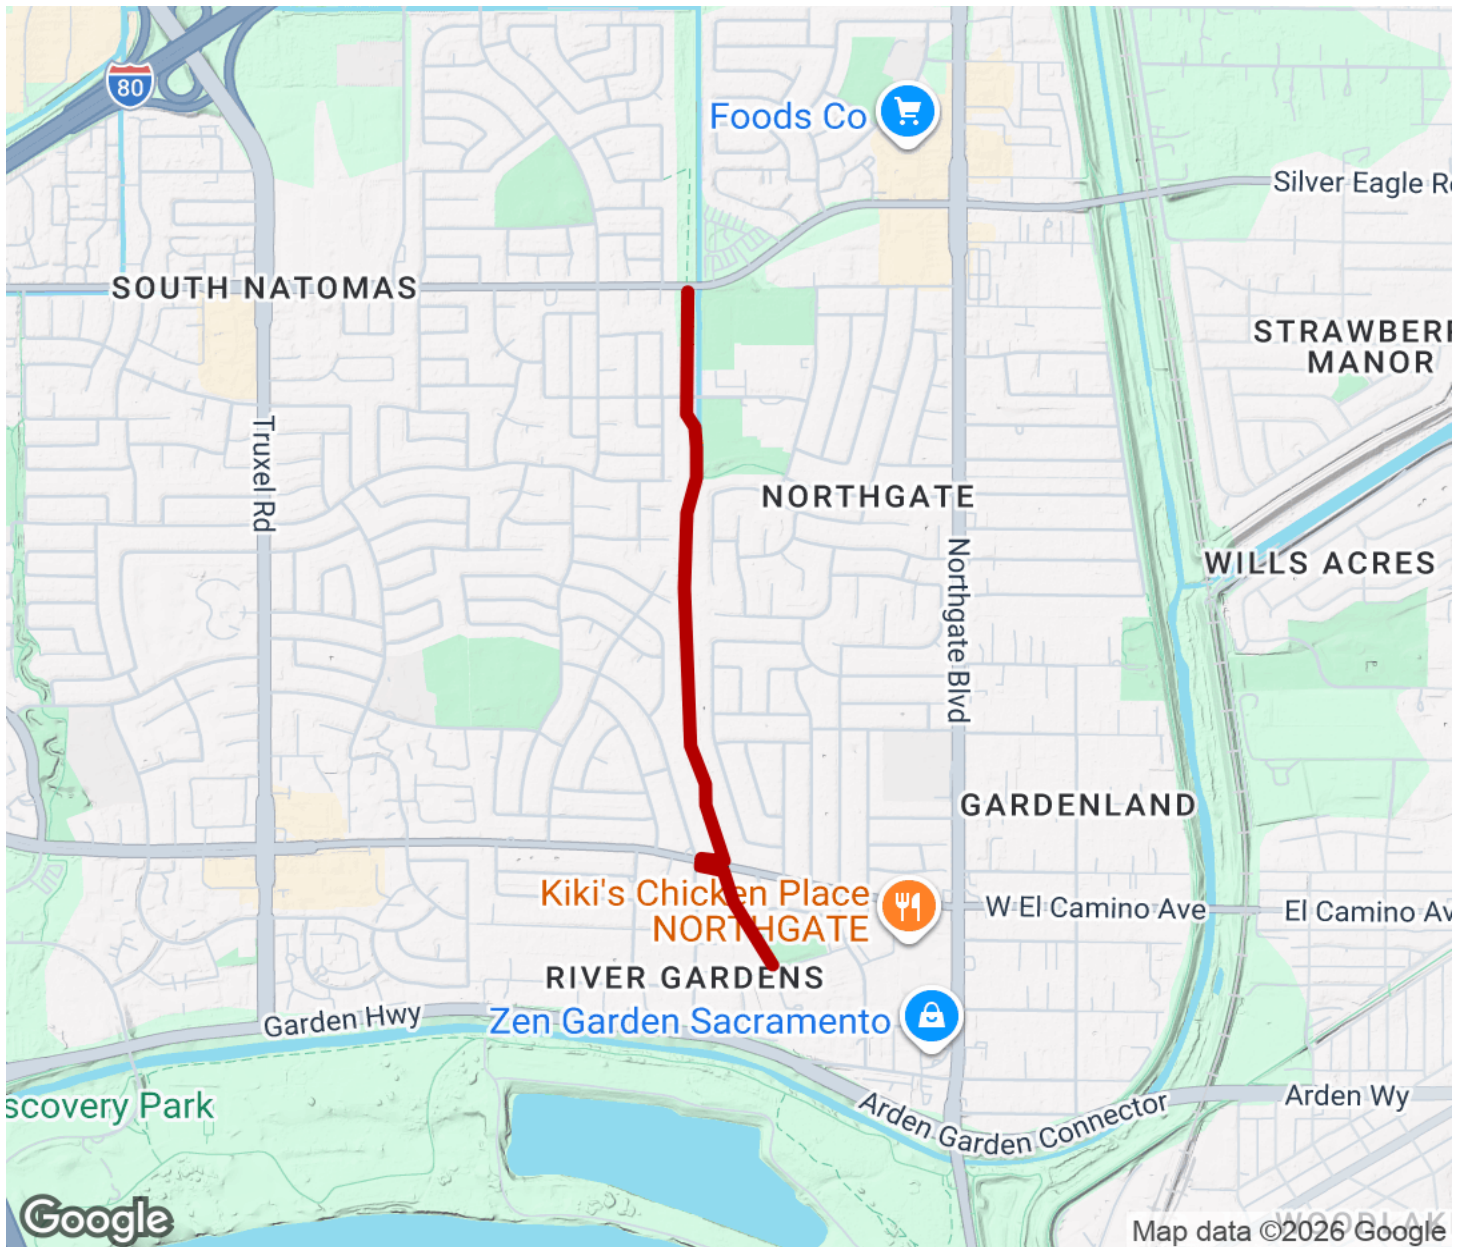 80
Foods Co
Silver Eagle R
SOUTH NATOMAS
STRAWBER
MANOR
Truxel Rd
NORTHGATE
Northgate Blvd
WILLS ACRES
GARDENLAND
Kiki's Chicken Place
NORTHGATE
W El Camino Ave
El Camino Av
RIVER GARDENS
Garden Hwy
Zen Garden Sacramento
scovery Park
Arden Garden Connector
Arden Wy
Google
WOODLAK
Map data ©2026 Google